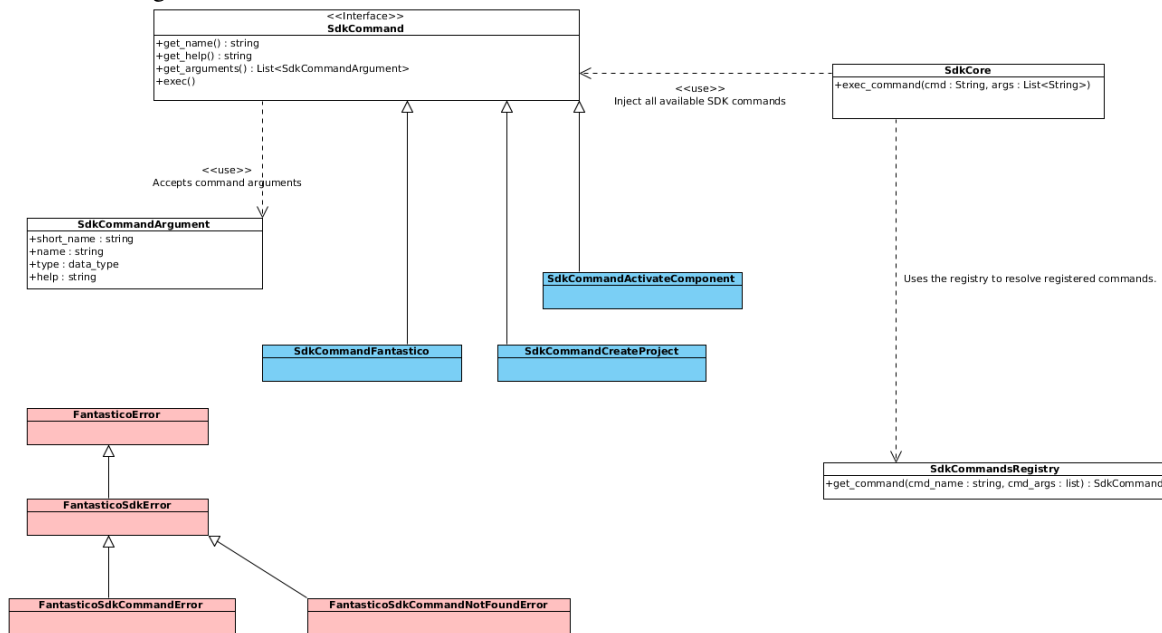 <<Interface>>
SdkCommand
+get_name() : string
+get_help() : string
+get_arguments() : List<SdkCommandArgument>
+exec()
SdkCore
+exec_command(cmd : String, args : List<String>)
<<use>>
Inject all available SDK commands
<<use>>
Accepts command arguments
SdkCommandArgument
+short_name : string
+name : string
+type : data_type
+help : string
SdkCommandActivateComponent
Uses the registry to resolve registered commands.
SdkCommandFantastico
SdkCommandCreateProject
FantasticoError
SdkCommandsRegistry
+get_command(cmd_name : string, cmd_args : list) : SdkCommand
FantasticoSdkError
FantasticoSdkCommandError
FantasticoSdkCommandNotFoundError